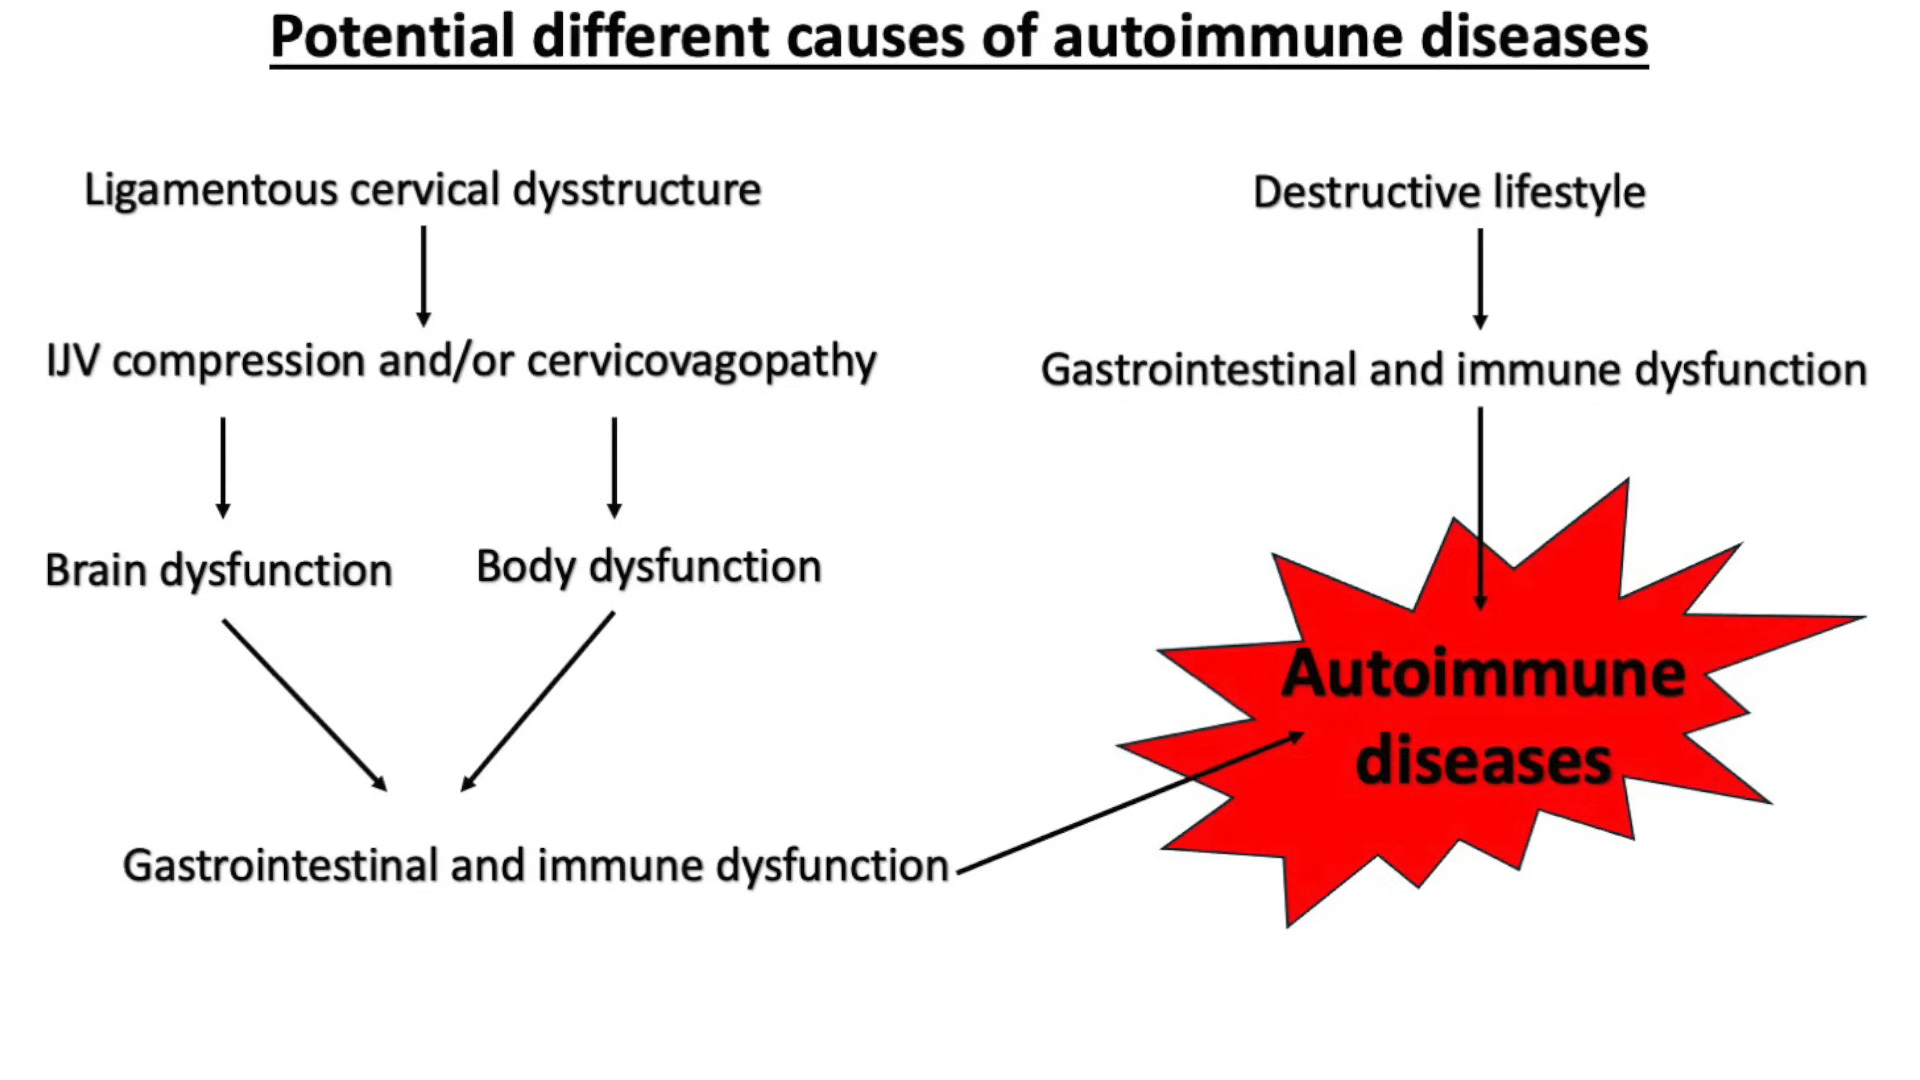 Potential different causes of autoimmune diseases
Ligamentous cervical dysstructure
IJV compression and/or cervicovagopathy
Brain dysfunction
Body dysfunction
Gastrointestinal and immune dysfunction
Destructive lifestyle
Gastrointestinal and immune dysfunction
Autoimmune
diseases